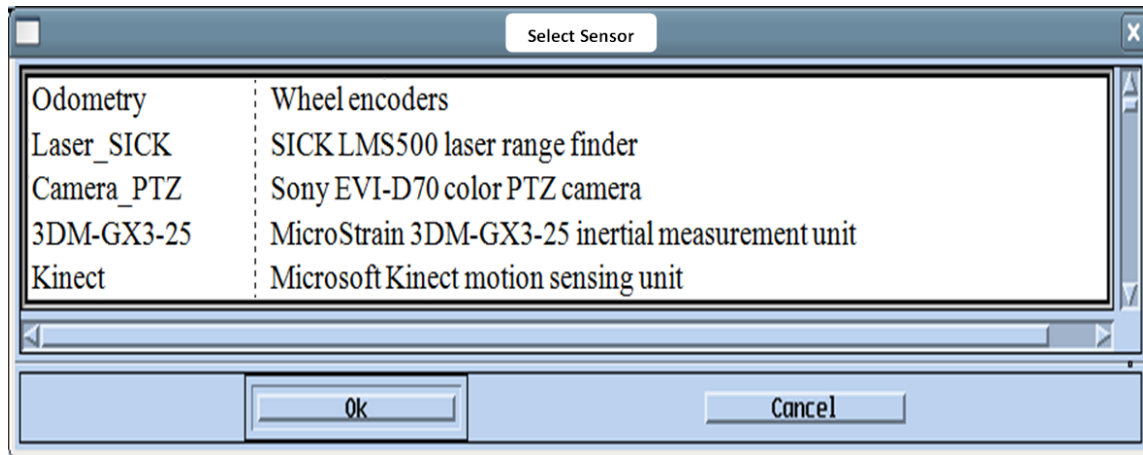 Select Sensor
Odometry Wheel encoders
Laser_SICK SICK LMS500 laser range finder
Camera_PTZ Sony EVI-D70 color PTZ camera
3DM-GX3-25 MicroStrain 3DM-GX3-25 inertial measurement unit
Kinect Microsoft Kinect motion sensing unit
Ok Cancel